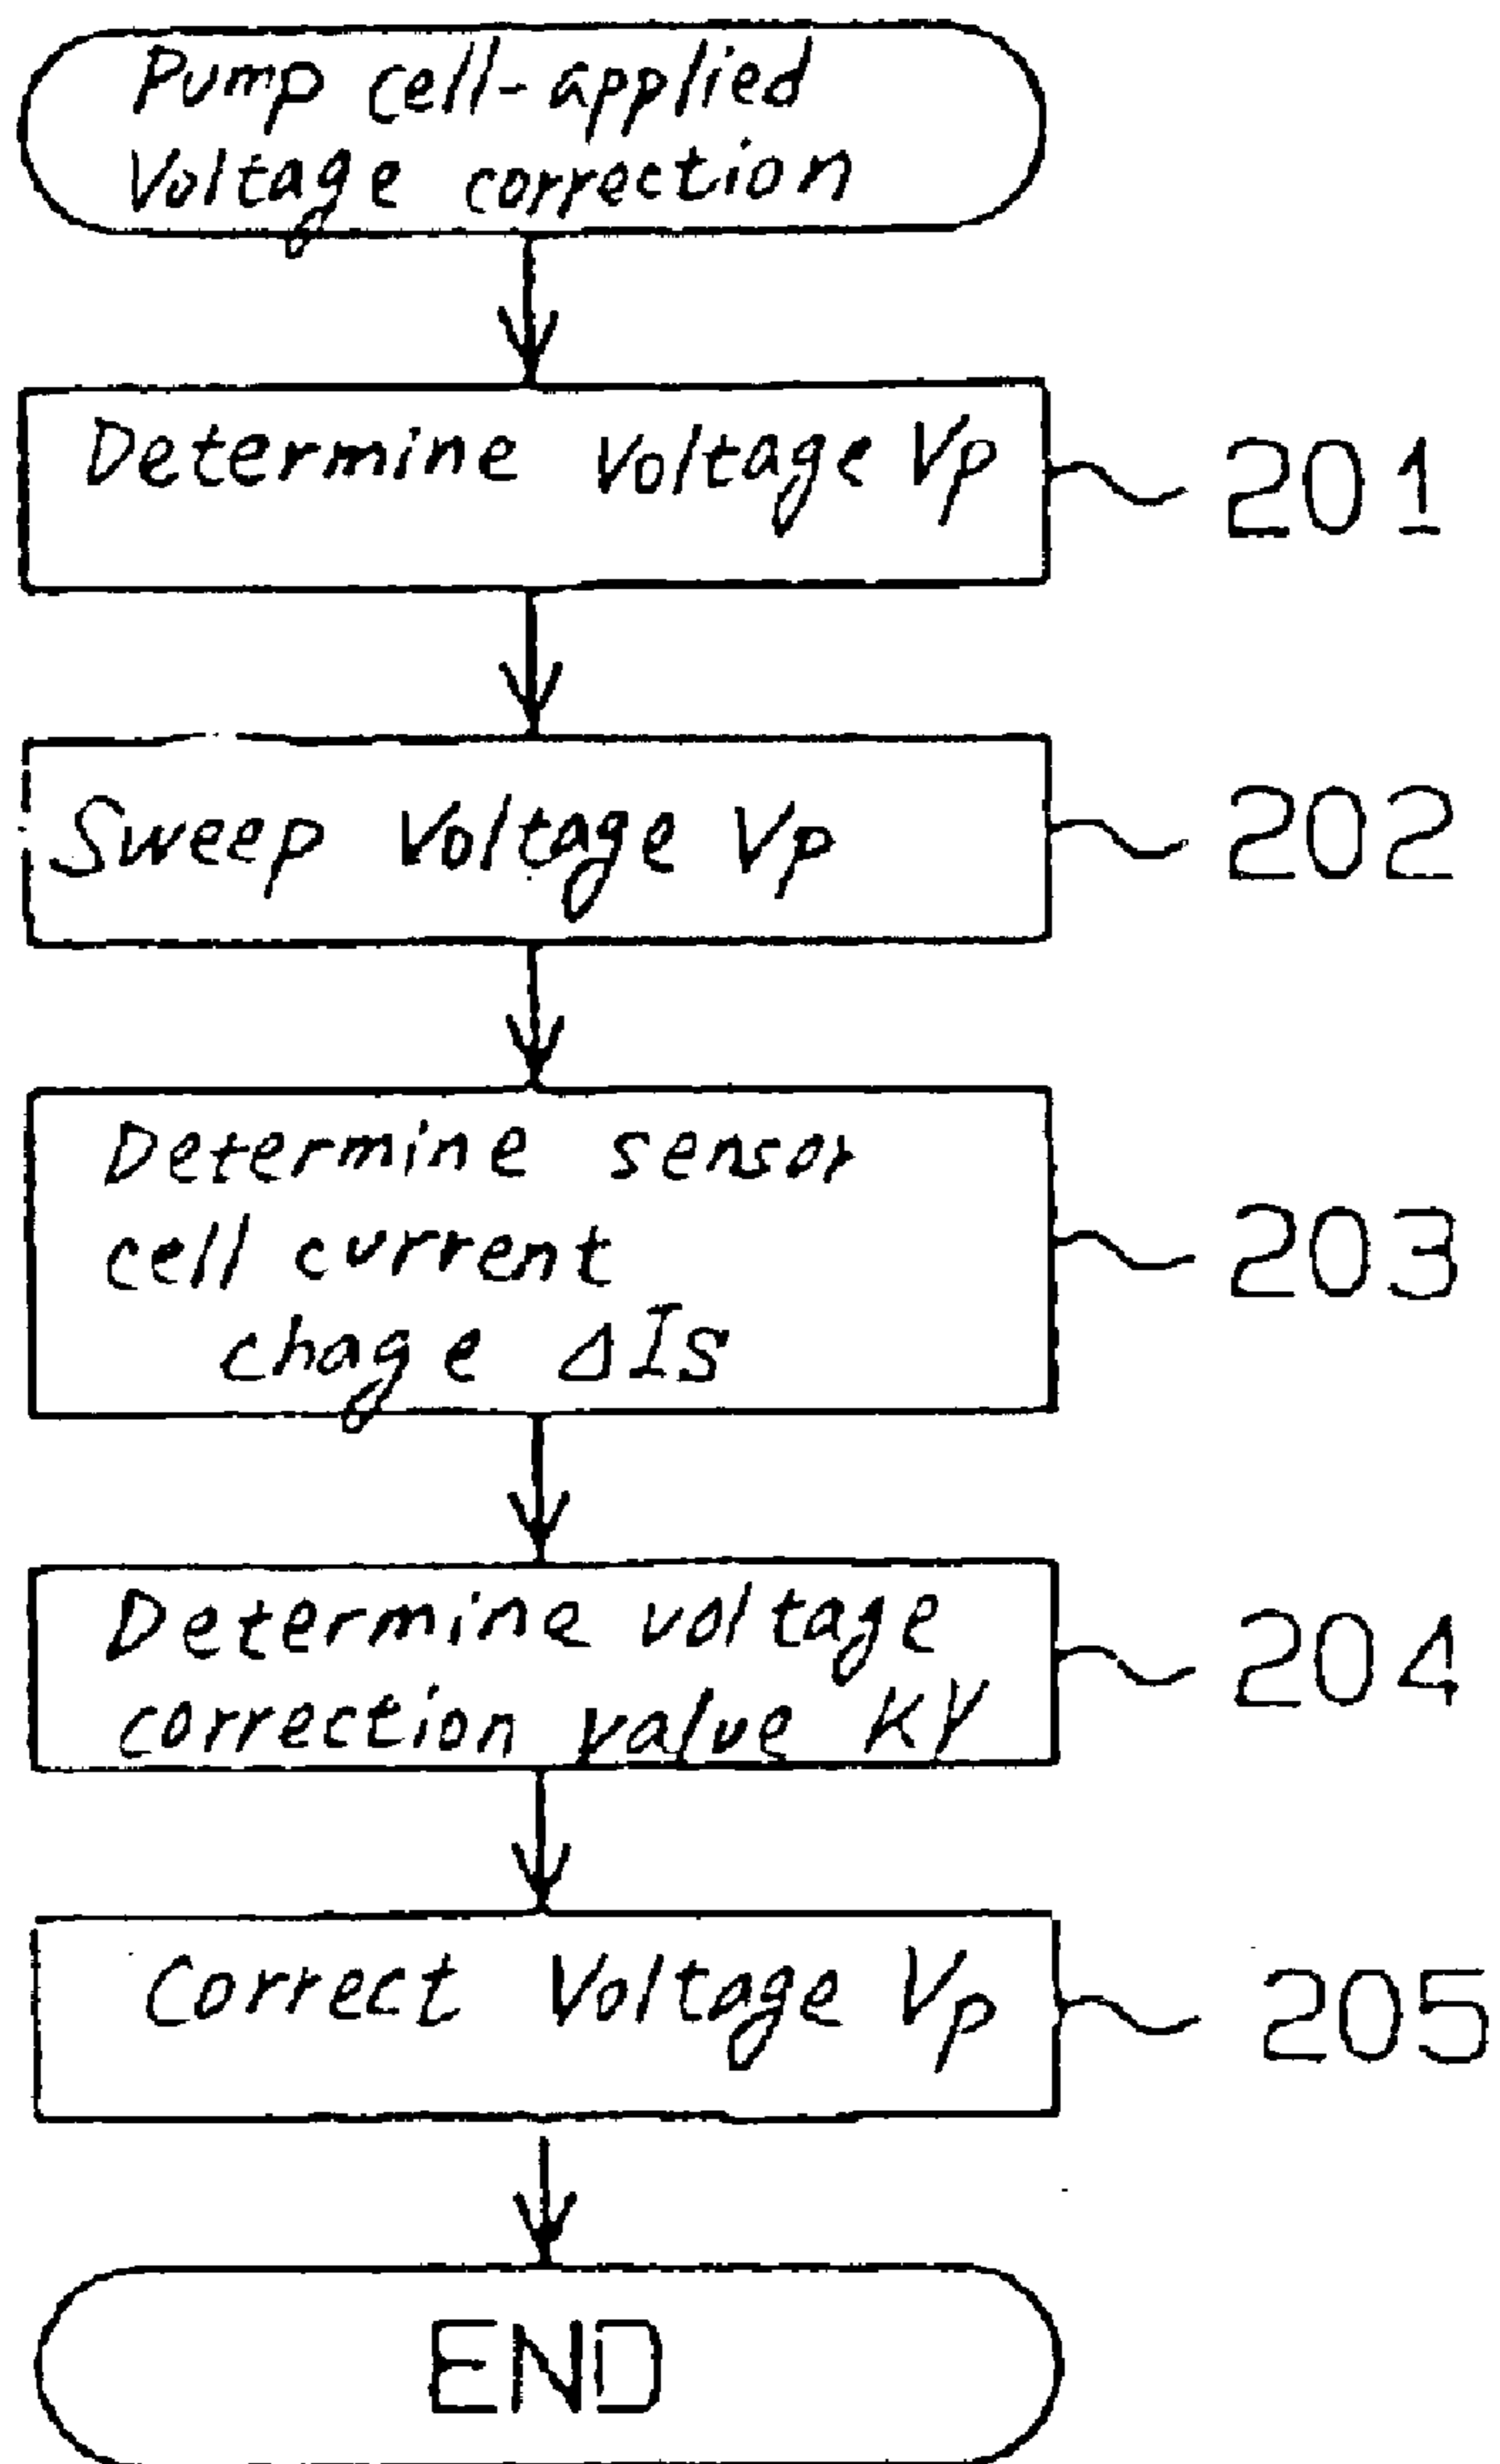 Pump cell-applied
Voltage correction
Determine Voltage Vp
201
Sweep Voltage Vp
202
Determine sensor
cell current
chage ΔIs
203
Determine voltage
correction value KV
204
Correct Voltage Vp
205
END